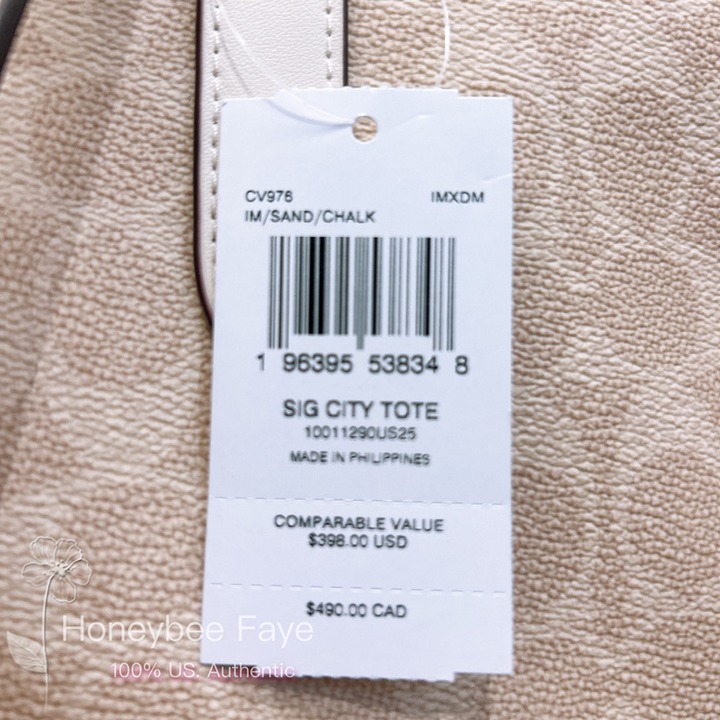 CV976 IMXDM
IM/SAND/CHALK
1 96395 53834 8
SIG CITY TOTE
10011290US25
MADE IN PHILIPPINES
COMPARABLE VALUE
$398.00 USD
$490.00 CAD
Honeybee Faye
100% US. Authentic